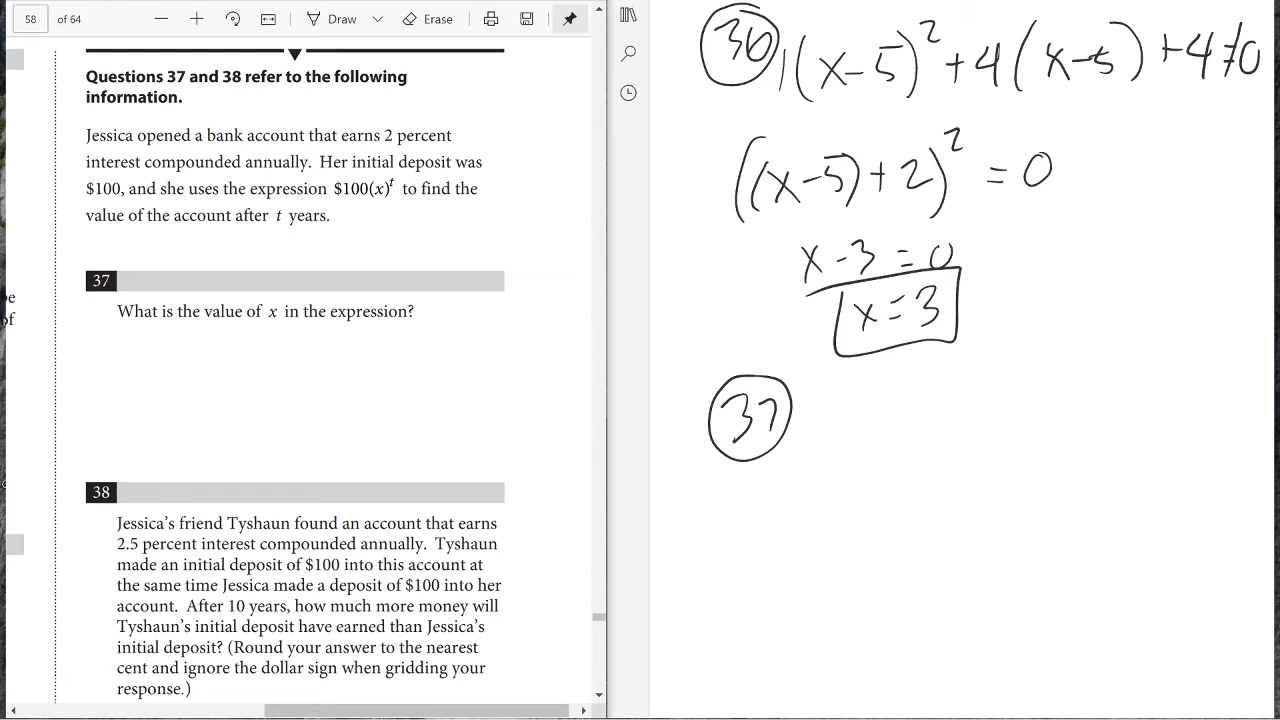 58 of 64 Draw Erase
Questions 37 and 38 refer to the following
information.
Jessica opened a bank account that earns 2 percent
interest compounded annually. Her initial deposit was
$100, and she uses the expression $100(x)^t to find the
value of the account after t years.
37
What is the value of x in the expression?
38
Jessica’s friend Tyshaun found an account that earns
2.5 percent interest compounded annually. Tyshaun
made an initial deposit of $100 into this account at
the same time Jessica made a deposit of $100 into her
account. After 10 years, how much more money will
Tyshaun’s initial deposit have earned than Jessica’s
initial deposit? (Round your answer to the nearest
cent and ignore the dollar sign when gridding your
response.)
of
36
1(x-5)^2+4(x-5)+4≠0
((x-5)+2)^2 = 0
x-3=0
x=3
37